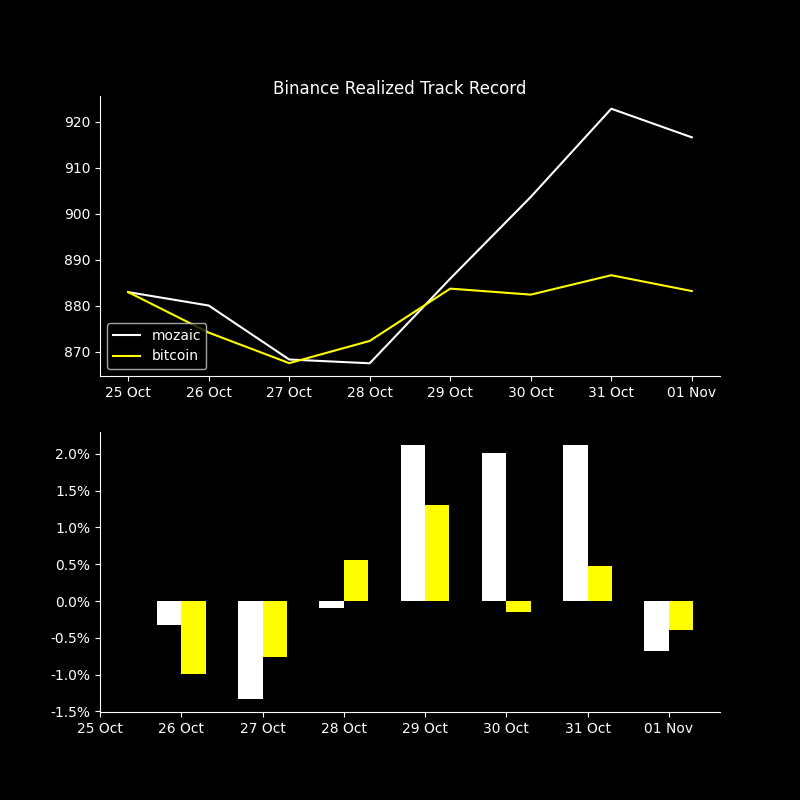 Binance Realized Track Record
920
910
900
890
880
870
mozaic
bitcoin
25 Oct 26 Oct 27 Oct 28 Oct 29 Oct 30 Oct 31 Oct 01 Nov
2.0%
1.5%
1.0%
0.5%
0.0%
-0.5%
-1.0%
-1.5%
25 Oct 26 Oct 27 Oct 28 Oct 29 Oct 30 Oct 31 Oct 01 Nov